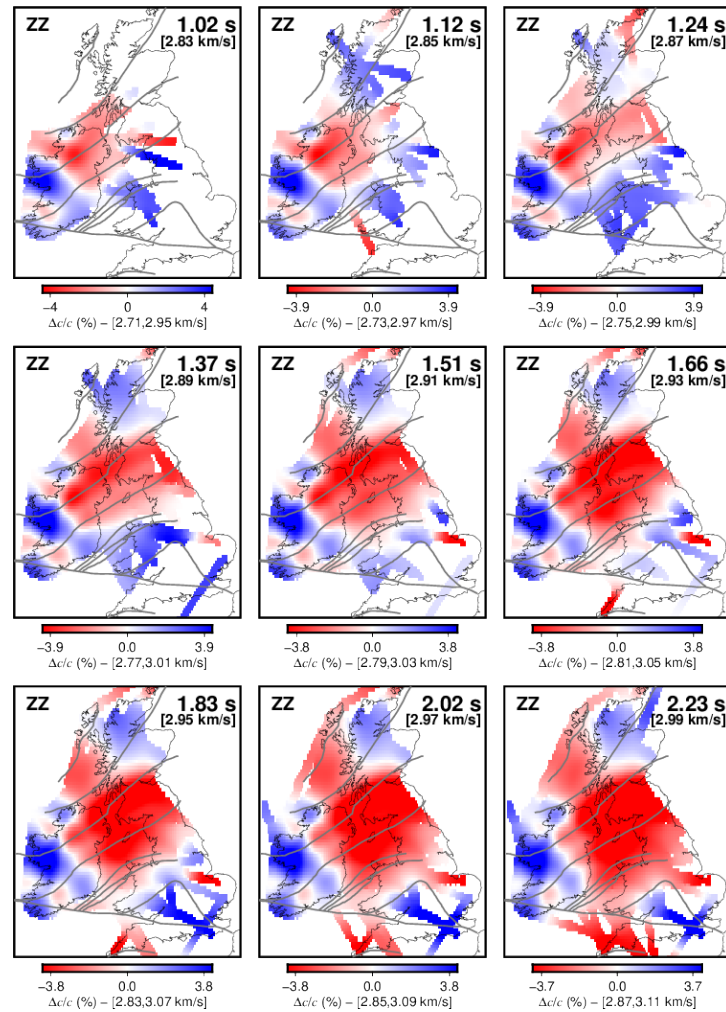 ZZ 1.02 s
[2.83 km/s]
−4 0 4
Δc/c (%) − [2.71,2.95 km/s]
ZZ 1.12 s
[2.85 km/s]
−3.9 0.0 3.9
Δc/c (%) − [2.73,2.97 km/s]
ZZ 1.24 s
[2.87 km/s]
−3.9 0.0 3.9
Δc/c (%) − [2.75,2.99 km/s]
ZZ 1.37 s
[2.89 km/s]
−3.9 0.0 3.9
Δc/c (%) − [2.77,3.01 km/s]
ZZ 1.51 s
[2.91 km/s]
−3.8 0.0 3.8
Δc/c (%) − [2.79,3.03 km/s]
ZZ 1.66 s
[2.93 km/s]
−3.8 0.0 3.8
Δc/c (%) − [2.81,3.05 km/s]
ZZ 1.83 s
[2.95 km/s]
−3.8 0.0 3.8
Δc/c (%) − [2.83,3.07 km/s]
ZZ 2.02 s
[2.97 km/s]
−3.8 0.0 3.8
Δc/c (%) − [2.85,3.09 km/s]
ZZ 2.23 s
[2.99 km/s]
−3.7 0.0 3.7
Δc/c (%) − [2.87,3.11 km/s]